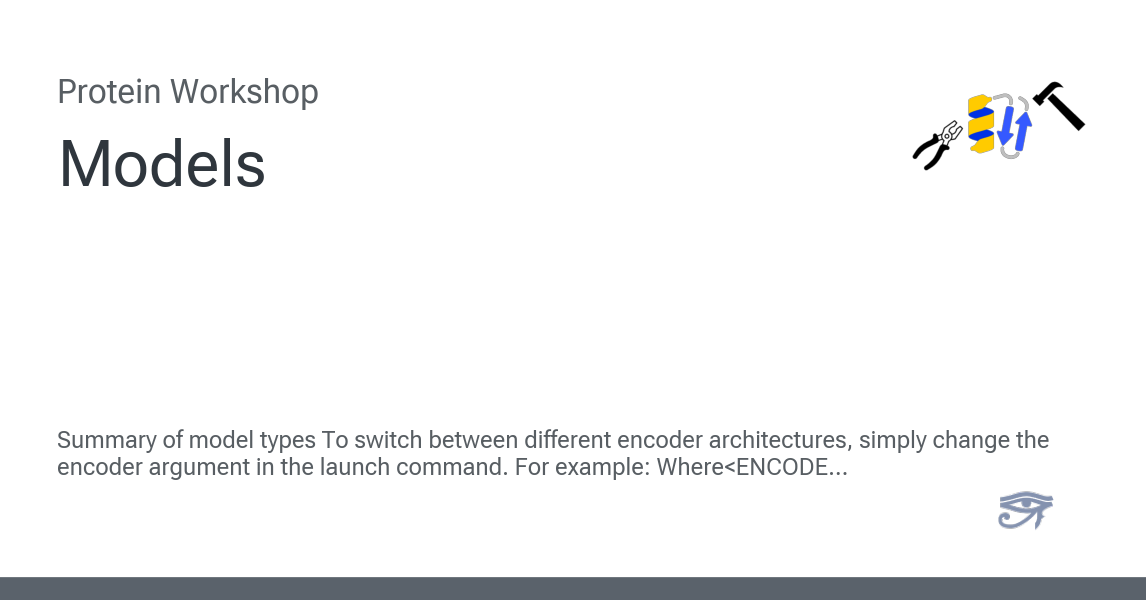 Protein Workshop
Models
Summary of model types To switch between different encoder architectures, simply change the
encoder argument in the launch command. For example: Where<ENCODE...